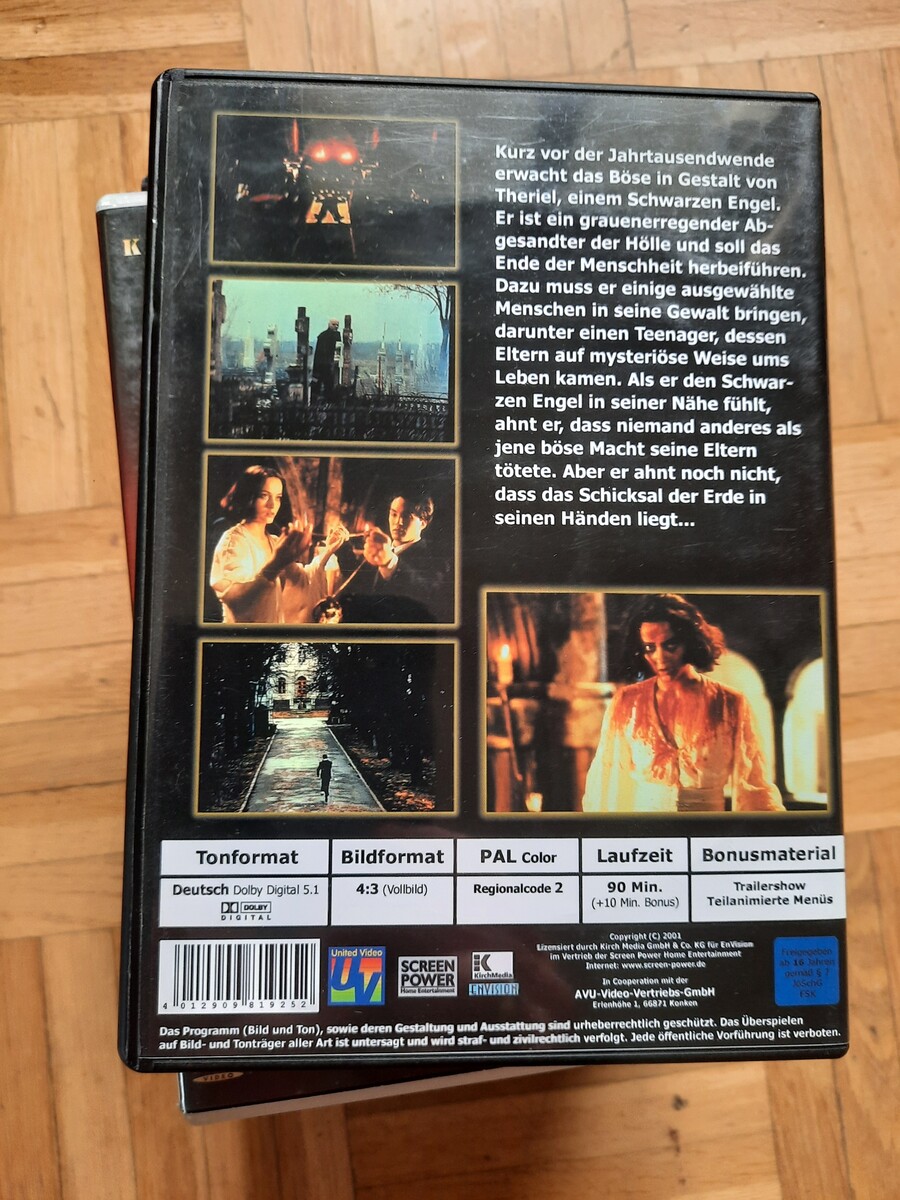 K
Kurz vor der Jahrtausendwende
erwacht das Böse in Gestalt von
Theriel, einem Schwarzen Engel.
Er ist ein grauenerregender Ab-
gesandter der Hölle und soll das
Ende der Menschheit herbeiführen.
Dazu muss er einige ausgewählte
Menschen in seine Gewalt bringen,
darunter einen Teenager, dessen
Eltern auf mysteriöse Weise ums
Leben kamen. Als er den Schwar-
zen Engel in seiner Nähe fühlt,
ahnt er, dass niemand anderes als
jene böse Macht seine Eltern
tötete. Aber er ahnt noch nicht,
dass das Schicksal der Erde in
seinen Händen liegt...
Tonformat
Bildformat
PAL Color
Laufzeit
Bonusmaterial
Deutsch Dolby Digital 5.1
DOLBY
DIGITAL
4:3 (Vollbild)
Regionalcode 2
90 Min.
(+10 Min. Bonus)
Trailershow
Teilanimierte Menüs
4 012909 819252
United Video
UV
SCREEN
POWER
Home Entertainment
K
KirchMedia
ENVISION
Copyright (C) 2001
Lizensiert durch Kirch Media GmbH & Co. KG für EnVision
im Vertrieb der Screen Power Home Entertainment
Internet: www.screen-power.de
In Cooperation mit der
AVU-Video-Vertriebs-GmbH
Erlenhöhe 1, 66871 Konken
Freigegeben
ab 16 Jahren
gemäß § 7
JÖSchG
FSK
Das Programm (Bild und Ton), sowie deren Gestaltung und Ausstattung sind urheberrechtlich geschützt. Das Überspielen
auf Bild- und Tonträger aller Art ist untersagt und wird straf- und zivilrechtlich verfolgt. Jede öffentliche Vorführung ist verboten.
VIDEO